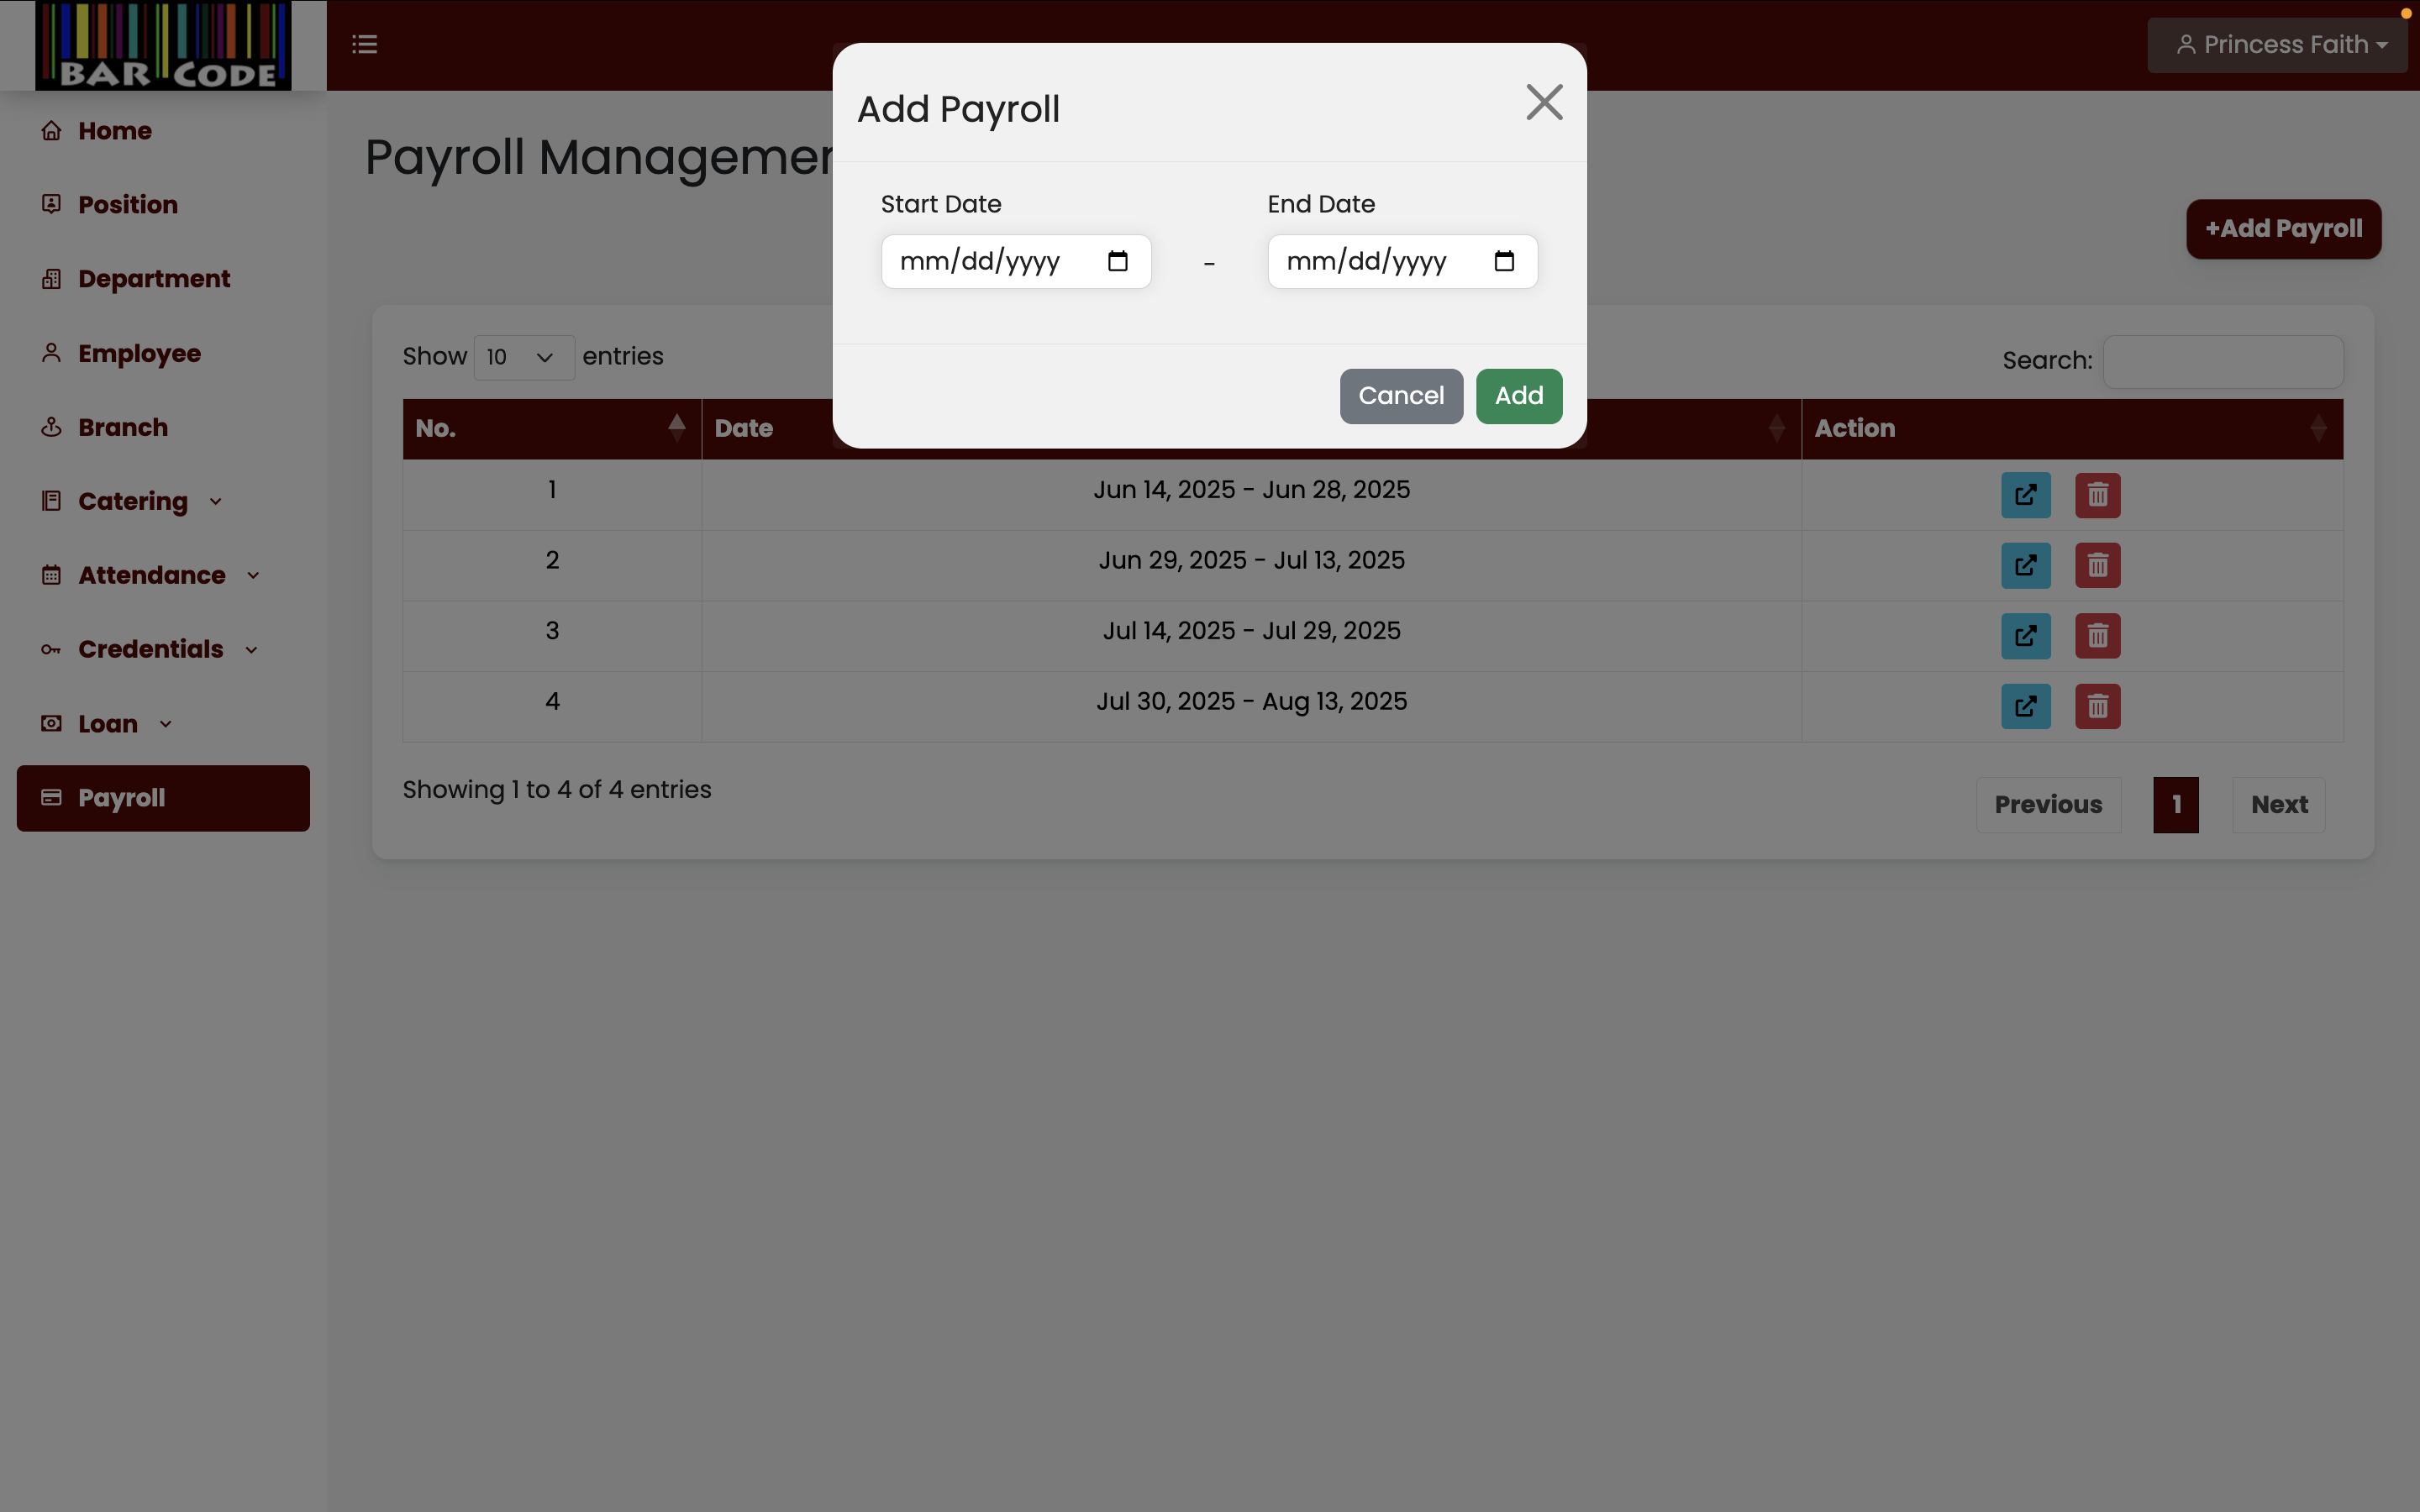 BAR CODE
Princess Faith
Home
Position
Department
Employee
Branch
Catering
Attendance
Credentials
Loan
Payroll
Payroll Managemen
+Add Payroll
Add Payroll
Start Date
End Date
mm/dd/yyyy
-
mm/dd/yyyy
Cancel
Add
Show 10 entries
Search:
No.
Date
Action
1
Jun 14, 2025 - Jun 28, 2025
2
Jun 29, 2025 - Jul 13, 2025
3
Jul 14, 2025 - Jul 29, 2025
4
Jul 30, 2025 - Aug 13, 2025
Showing 1 to 4 of 4 entries
Previous
1
Next